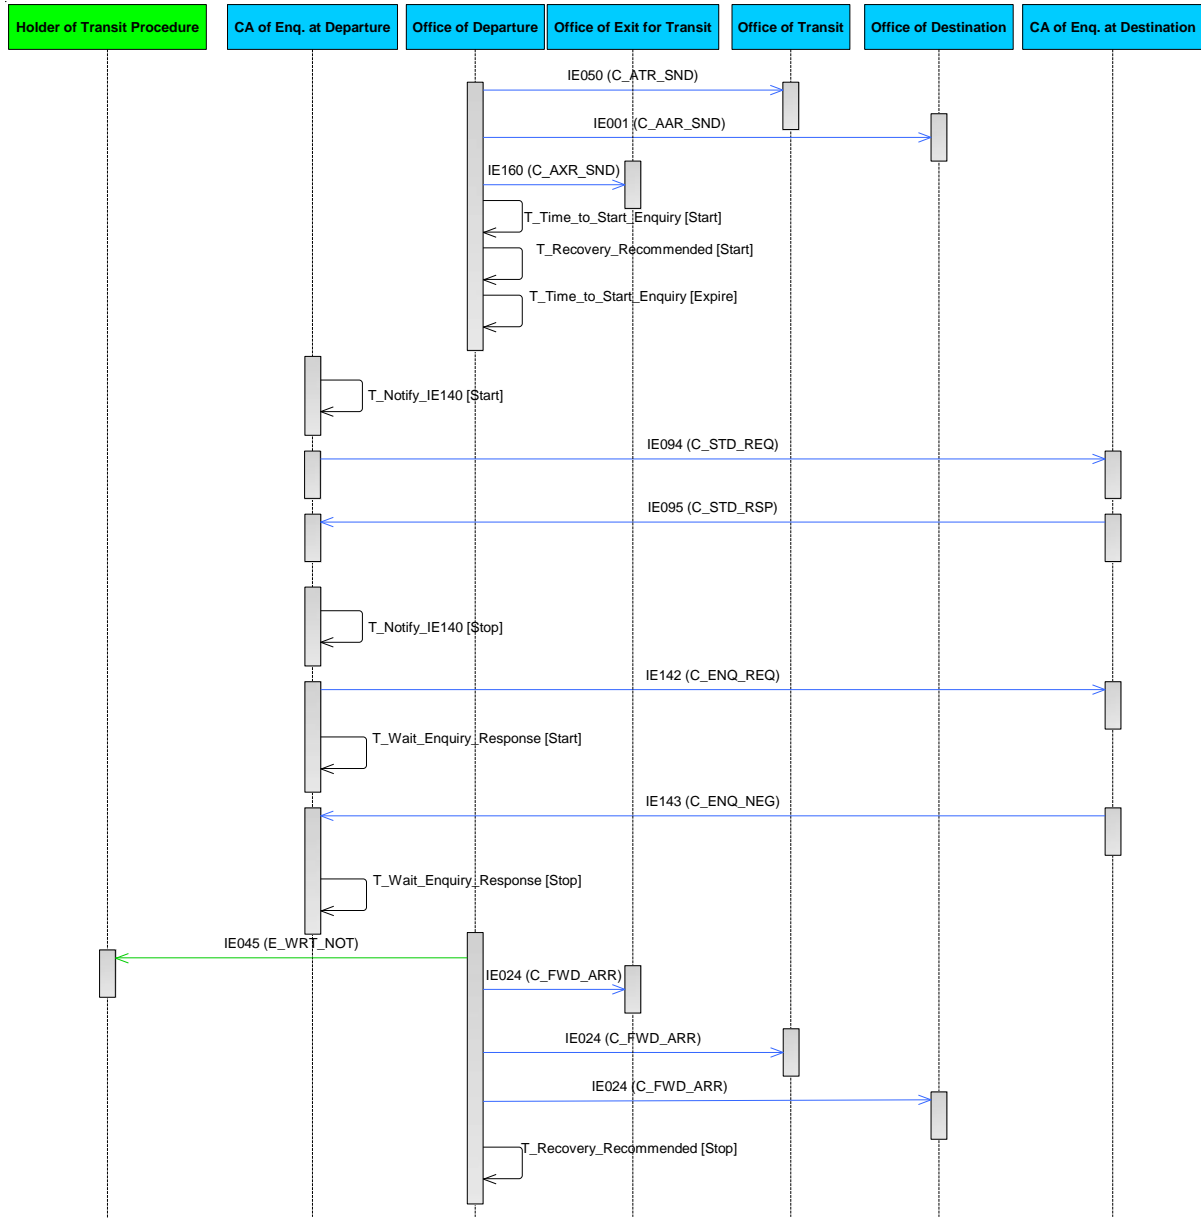 Holder of Transit Procedure
CA of Enq. at Departure
Office of Departure
Office of Exit for Transit
Office of Transit
Office of Destination
CA of Enq. at Destination
IE050 (C_ATR_SND)
IE001 (C_AAR_SND)
IE160 (C_AXR_SND)
T_Time_to_Start_Enquiry [Start]
T_Recovery_Recommended [Start]
T_Time_to_Start_Enquiry [Expire]
T_Notify_IE140 [Start]
IE094 (C_STD_REQ)
IE095 (C_STD_RSP)
T_Notify_IE140 [Stop]
IE142 (C_ENQ_REQ)
T_Wait_Enquiry_Response [Start]
IE143 (C_ENQ_NEG)
T_Wait_Enquiry_Response [Stop]
IE045 (E_WRT_NOT)
IE024 (C_FWD_ARR)
IE024 (C_FWD_ARR)
IE024 (C_FWD_ARR)
T_Recovery_Recommended [Stop]